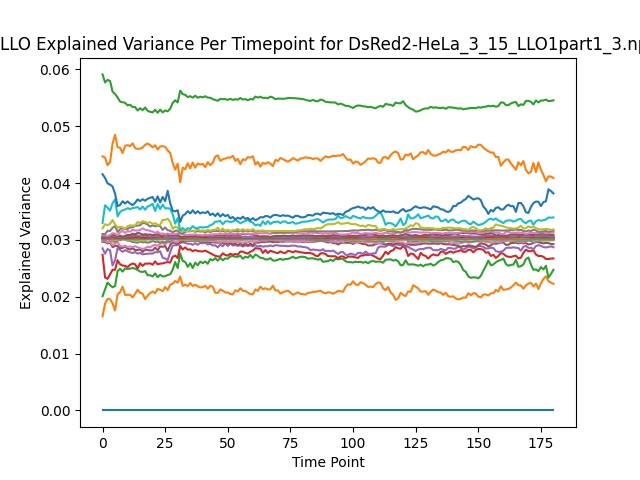 LLO Explained Variance Per Timepoint for DsRed2-HeLa_3_15_LLO1part1_3.np
0.06
0.05
0.04
0.03
0.02
0.01
0.00
Explained Variance
0 25 50 75 100 125 150 175
Time Point